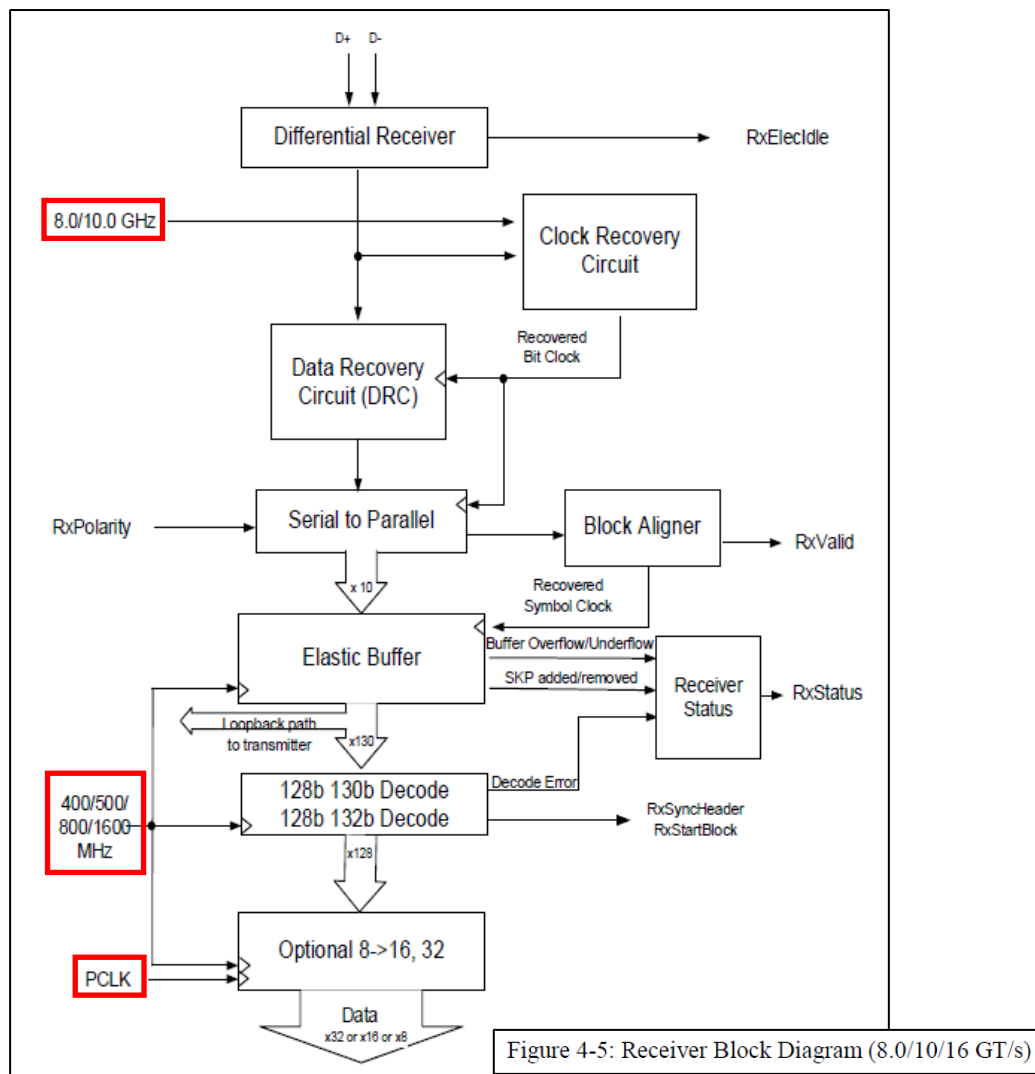 D+ D-
Differential Receiver
RxElecIdle
8.0/10.0 GHz
Clock Recovery
Circuit
Recovered
Bit Clock
Data Recovery
Circuit (DRC)
RxPolarity
Serial to Parallel
Block Aligner
RxValid
x 10
Recovered
Symbol Clock
Elastic Buffer
Buffer Overflow/Underflow
SKP added/removed
Receiver
Status
RxStatus
Loopback path
to transmitter
x130
400/500/
800/1600
MHz
128b 130b Decode
128b 132b Decode
Decode Error
RxSyncHeader
RxStartBlock
x128
Optional 8->16, 32
PCLK
Data
x32 or x16 or x8
Figure 4-5: Receiver Block Diagram (8.0/10/16 GT/s)